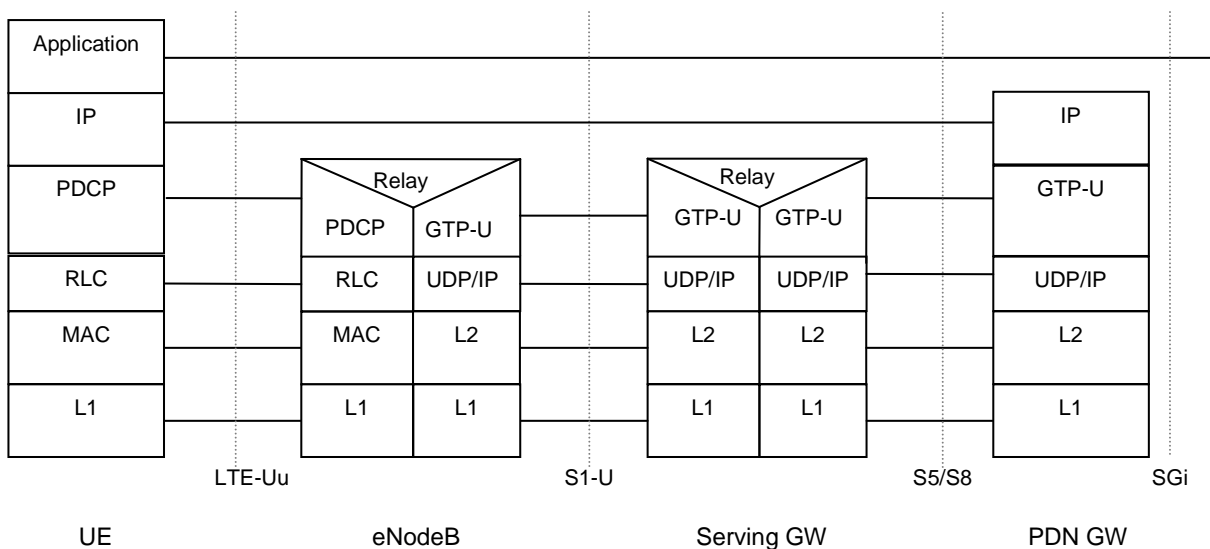 Application
IP
IP
PDCP
Relay
Relay
GTP-U
PDCP
GTP-U
GTP-U
GTP-U
RLC
RLC
UDP/IP
UDP/IP
UDP/IP
UDP/IP
MAC
MAC
L2
L2
L2
L2
L1
L1
L1
L1
L1
L1
LTE-Uu
S1-U
S5/S8
SGi
UE
eNodeB
Serving GW
PDN GW